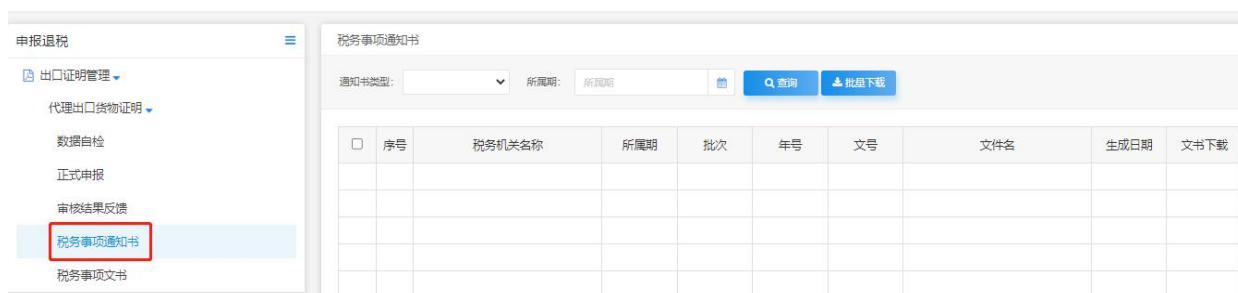 申报退税
出口证明管理
代理出口货物证明
数据自检
正式申报
审核结果反馈
税务事项通知书
税务事项文书
税务事项通知书
通知书类型: 所属期: 所属期 查询 批量下载
序号 税务机关名称 所属期 批次 年号 文号 文件名 生成日期 文书下载